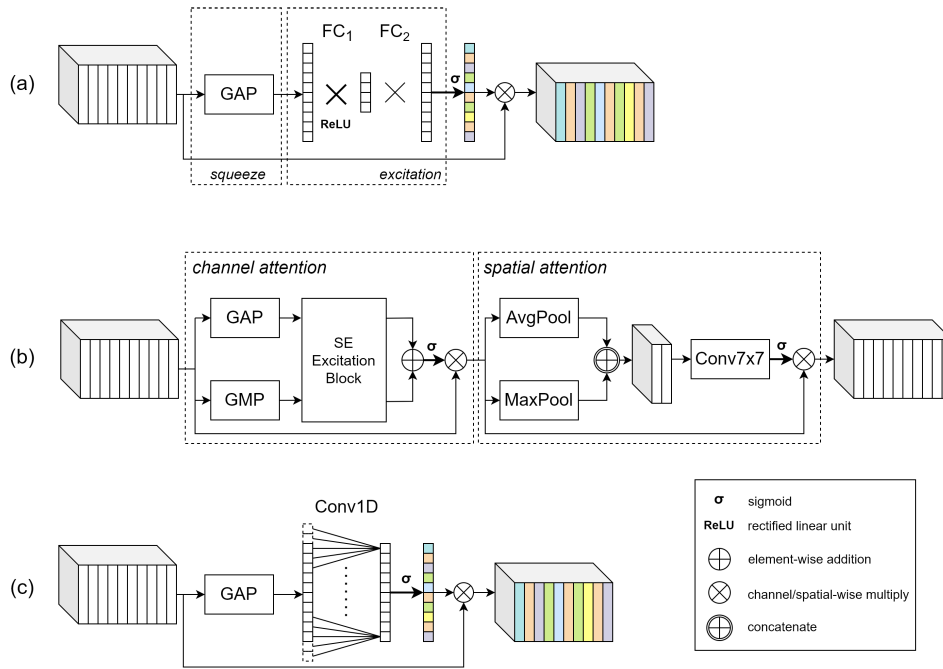 (a)
GAP
FC1
FC2
ReLU
σ
squeeze
excitation
(b)
channel attention
GAP
GMP
SE
Excitation
Block
σ
spatial attention
AvgPool
MaxPool
Conv7x7
σ
(c)
GAP
Conv1D
σ
σ sigmoid
ReLU rectified linear unit
element-wise addition
channel/spatial-wise multiply
concatenate